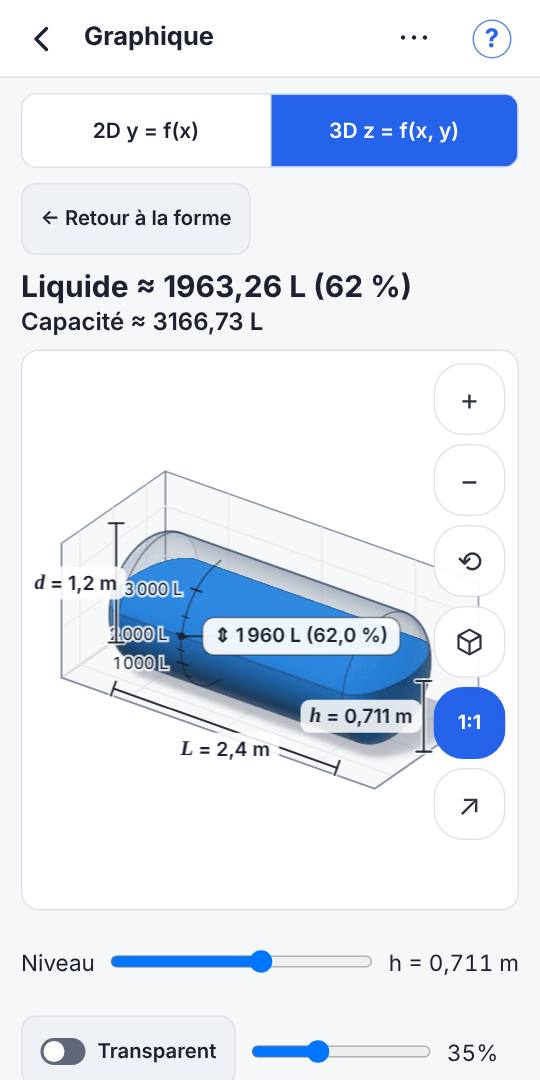 Graphique
?
2D y = f(x)
3D z = f(x, y)
← Retour à la forme
Liquide ≈ 1963,26 L (62 %)
Capacité ≈ 3166,73 L
+
−
d = 1,2 m
3000 L
2000 L
⇕ 1960 L (62,0 %)
1000 L
h = 0,711 m
1:1
L = 2,4 m
Niveau
h = 0,711 m
Transparent
35%